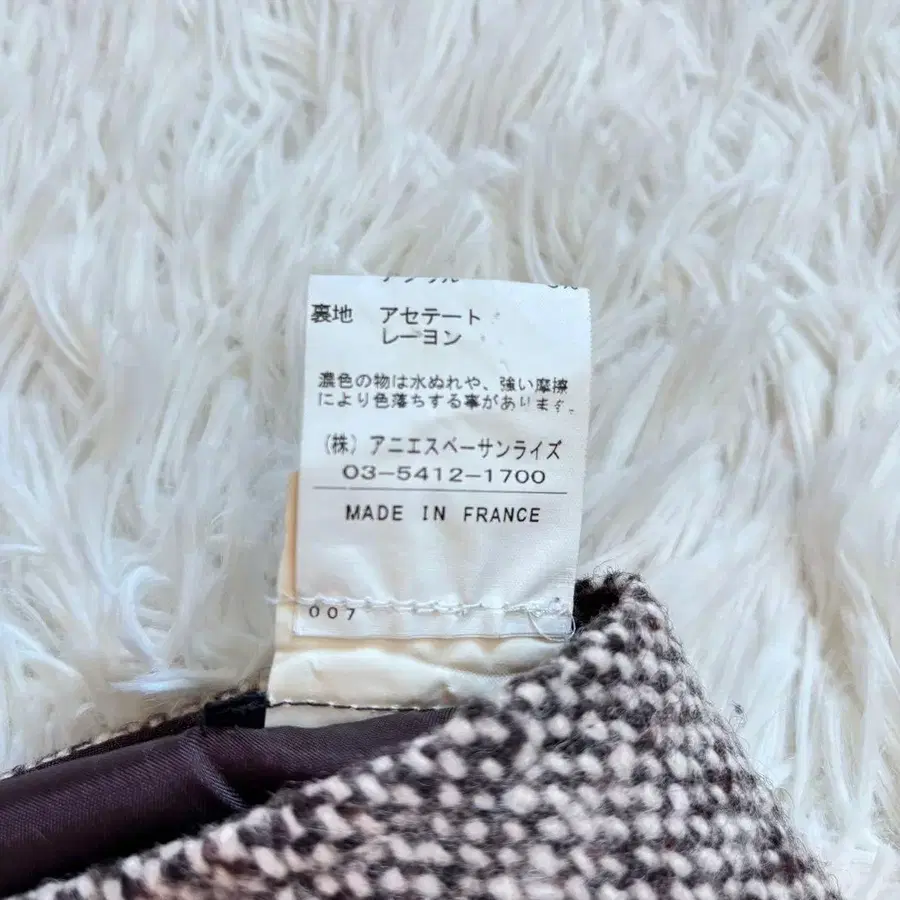 裏地 アセテート
レーヨン
濃色の物は水ぬれや、強い摩擦
により色落ちする事があります。
(株) アニエスベーサンライズ
03-5412-1700
MADE IN FRANCE
007